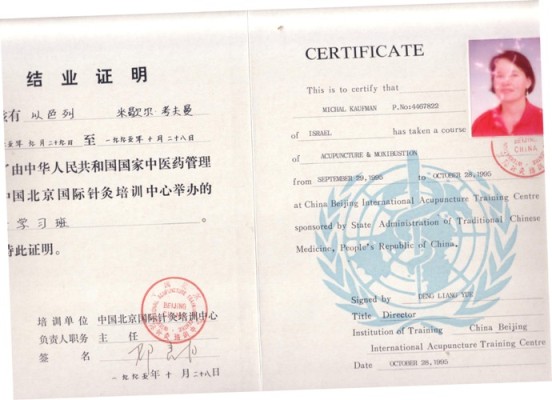 结业证明
有 以色列 米歇尔·考夫曼
至 一九九五年十月二十八日
了由中华人民共和国国家中医药管理
中国北京国际针灸培训中心举办的
学习班 。
特此证明。
培训单位 中国北京国际针灸培训中心
负责人职务 主任
签名
一九九五年十月二十八日
CERTIFICATE
This is to certify that
MICHAL KAUFMAN P.No:4467822
of ISRAEL has taken a course
of ACUPUNCTURE & MOXIBUSTION
from SEPTEMBER 29,1995 to OCTOBER 28,1995
at China Beijing International Acupuncture Training Centre
sponsored by State Administration of Traditional Chinese
Medicine, People's Republic of China.
Signed by DENG LIANG YUE
Title Director
Institution of Training China Beijing
International Acupuncture Training Centre
Date OCTOBER 28,1995
BEIJING
CHINA